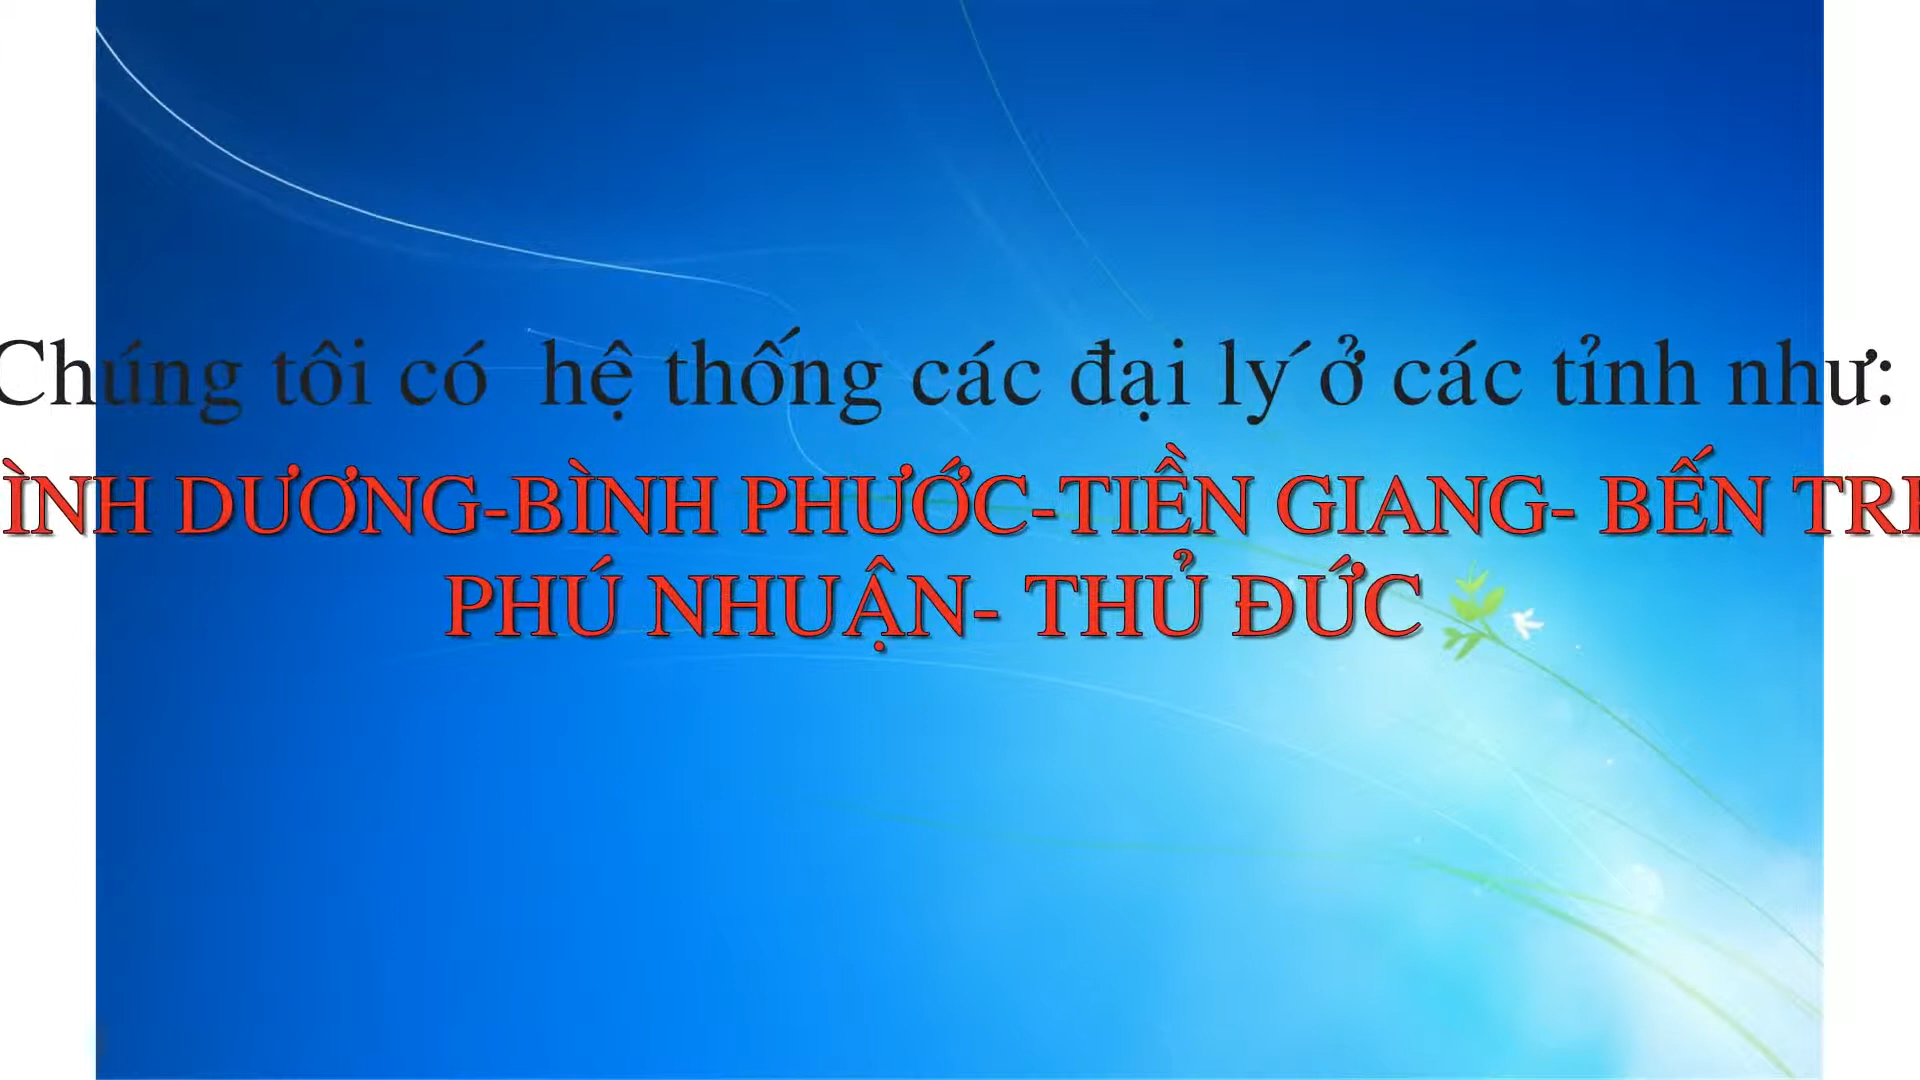 Chúng tôi có hệ thống các đại lý ở các tỉnh như:
ÌNH DƯƠNG-BÌNH PHƯỚC-TIỀN GIANG- BẾN TRE
PHÚ NHUẬN- THỦ ĐỨC